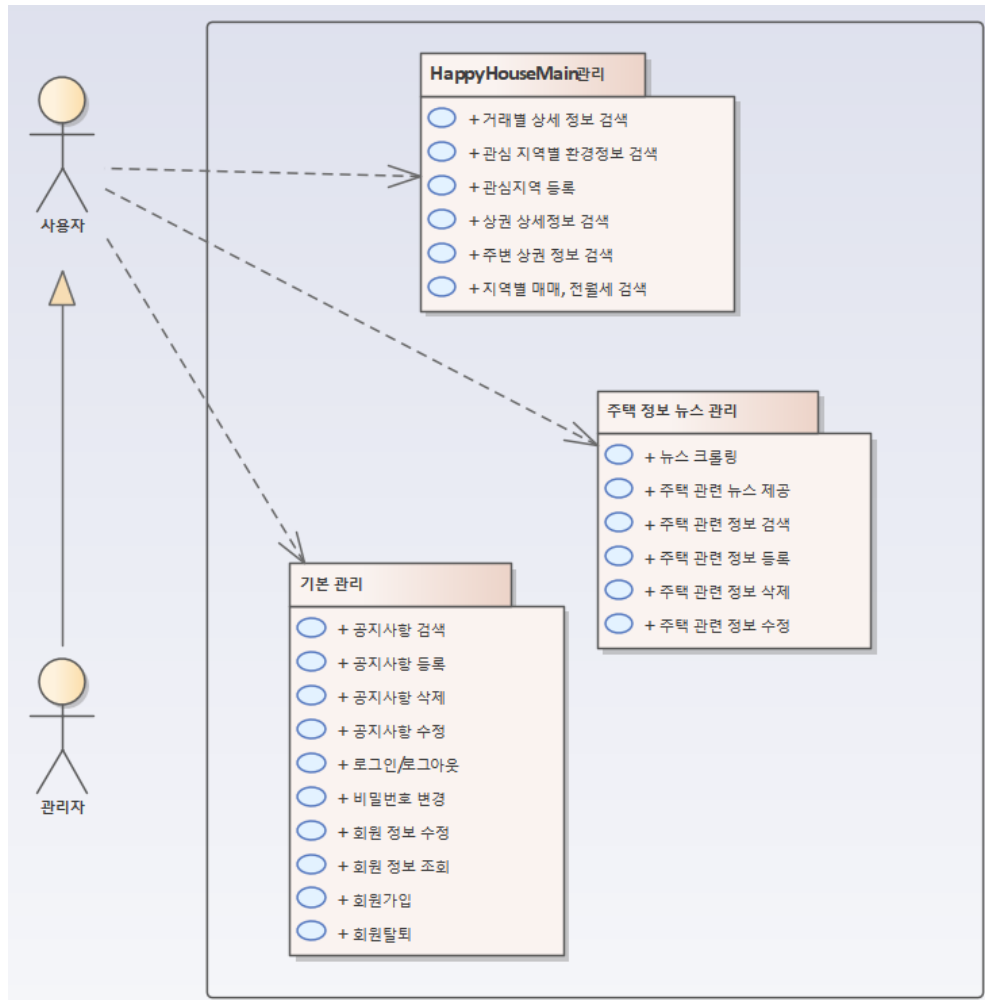 HappyHouseMain관리
+ 거래별 상세 정보 검색
+ 관심 지역별 환경정보 검색
+ 관심지역 등록
+ 상권 상세정보 검색
+ 주변 상권 정보 검색
+ 지역별 매매, 전월세 검색
사용자
주택 정보 뉴스 관리
+ 뉴스 크롤링
+ 주택 관련 뉴스 제공
+ 주택 관련 정보 검색
+ 주택 관련 정보 등록
+ 주택 관련 정보 삭제
+ 주택 관련 정보 수정
기본 관리
+ 공지사항 검색
+ 공지사항 등록
+ 공지사항 삭제
+ 공지사항 수정
+ 로그인/로그아웃
+ 비밀번호 변경
+ 회원 정보 수정
+ 회원 정보 조회
+ 회원가입
+ 회원탈퇴
관리자